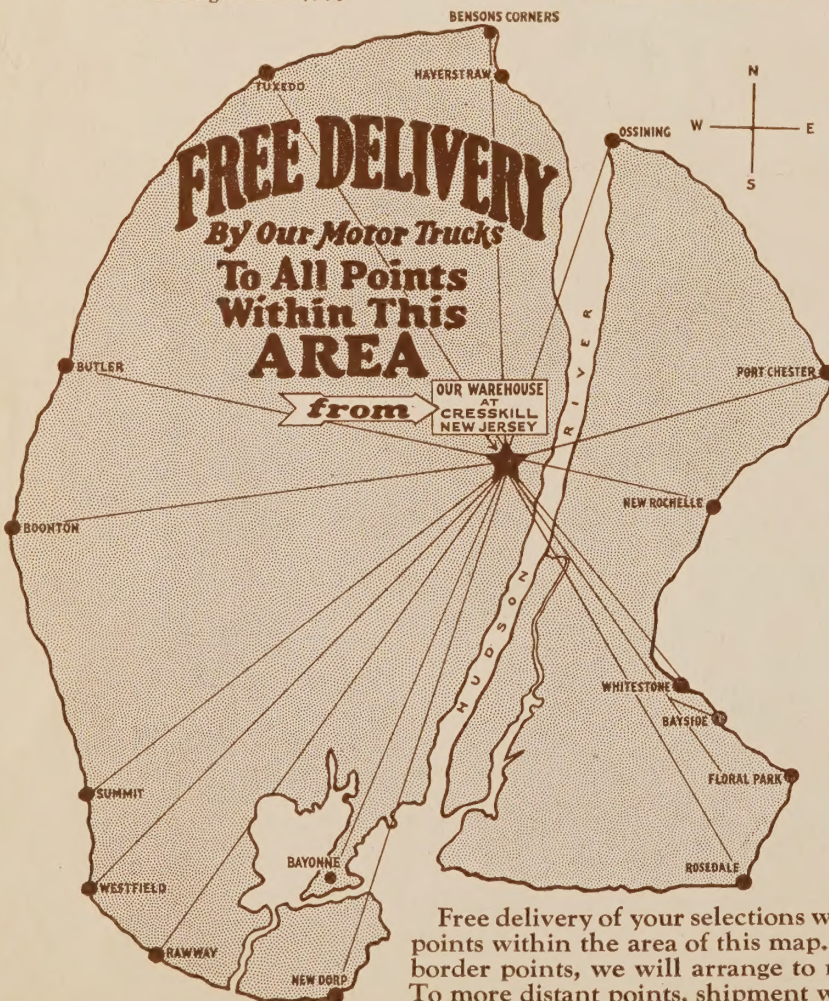 BENSONS CORNERS
TUXEDO
HAVERSTRAW
OSSINING
N
W E
S
FREE DELIVERY
By Our Motor Trucks
To All Points
Within This
AREA
from
OUR WAREHOUSE
AT
CRESSKILL
NEW JERSEY
BUTLER
PORT CHESTER
NEW ROCHELLE
BOONTON
HUDSON RIVER
WHITESTONE
BAYSIDE
FLORAL PARK
SUMMIT
BAYONNE
ROSEDALE
WESTFIELD
RAWWAY
NEW DORP
Free delivery of your selections
points within the area of this map.
border points, we will arrange to
To more distant points, shipment